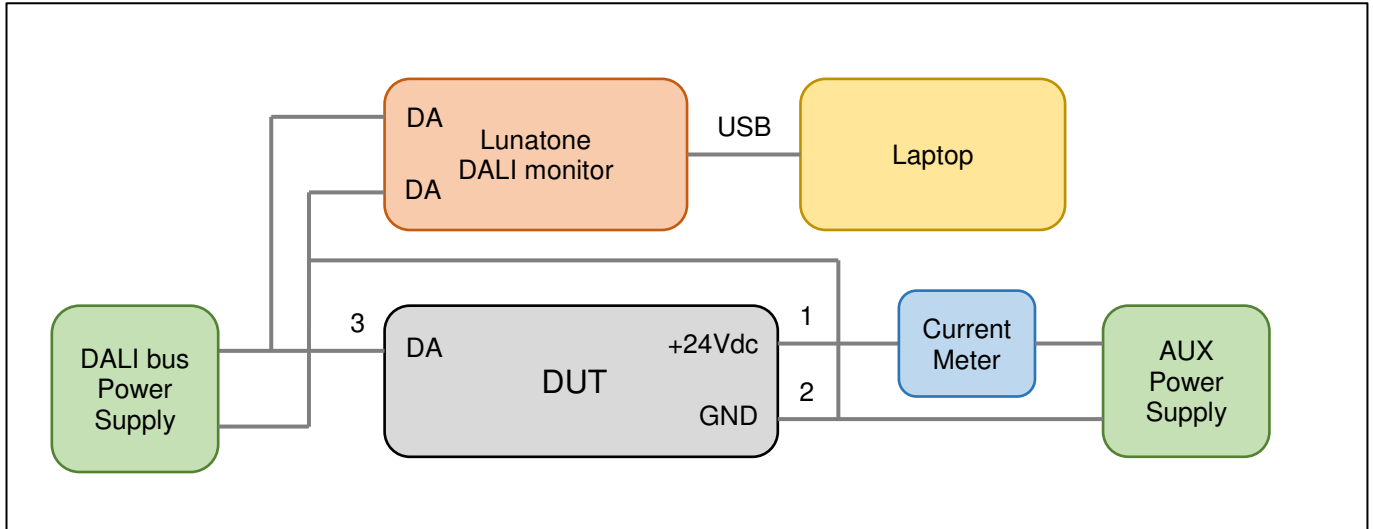 DA
Lunatone
DALI monitor
DA
USB
Laptop
DALI bus
Power
Supply
3
DA
DUT
+24Vdc
GND
1
2
Current
Meter
AUX
Power
Supply